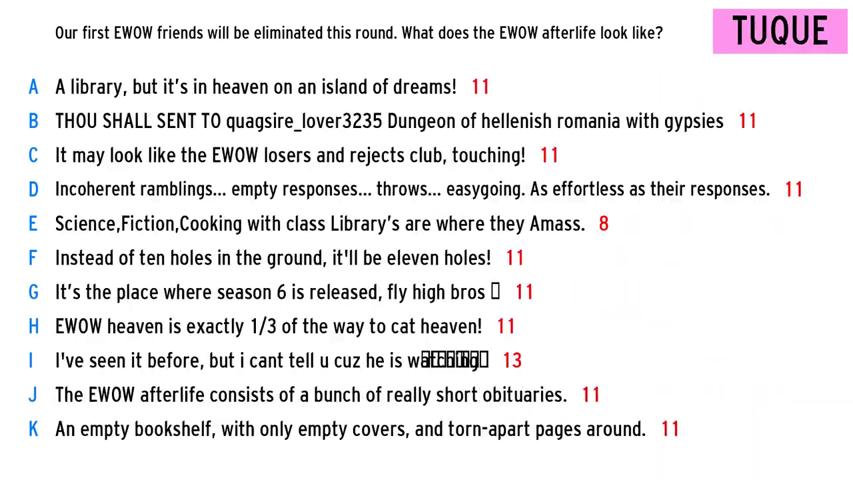 Our first EWOW friends will be eliminated this round. What does the EWOW afterlife look like?
TUQUE
A A library, but it's in heaven on an island of dreams! 11
B THOU SHALL SENT TO quagsire_lover3235 Dungeon of hellenish romania with gypsies 11
C It may look like the EWOW losers and rejects club, touching! 11
D Incoherent ramblings... empty responses... throws... easygoing. As effortless as their responses. 11
E Science,Fiction,Cooking with class Library's are where they Amass. 8
F Instead of ten holes in the ground, it'll be eleven holes! 11
G It's the place where season 6 is released, fly high bros 11
H EWOW heaven is exactly 1/3 of the way to cat heaven! 11
I I've seen it before, but i cant tell u cuz he is 13
J The EWOW afterlife consists of a bunch of really short obituaries. 11
K An empty bookshelf, with only empty covers, and torn-apart pages around. 11